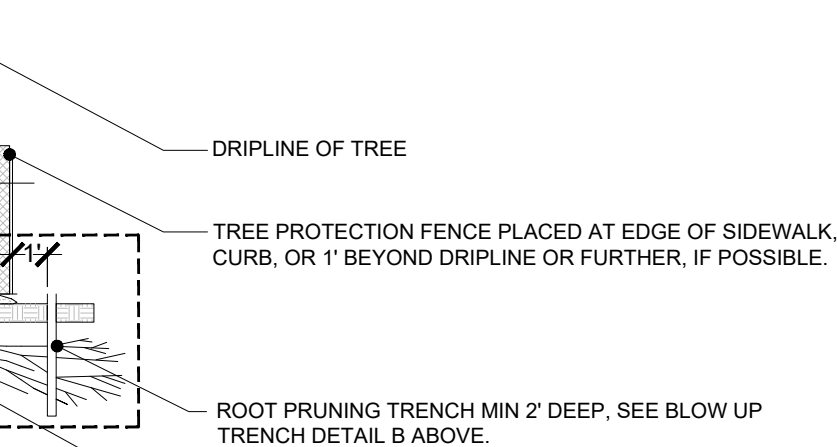 DRIPLINE OF TREE
TREE PROTECTION FENCE PLACED AT EDGE OF SIDEWALK,
CURB, OR 1' BEYOND DRIPLINE OR FURTHER, IF POSSIBLE.
1'
ROOT PRUNING TRENCH MIN 2' DEEP, SEE BLOW UP
TRENCH DETAIL B ABOVE.